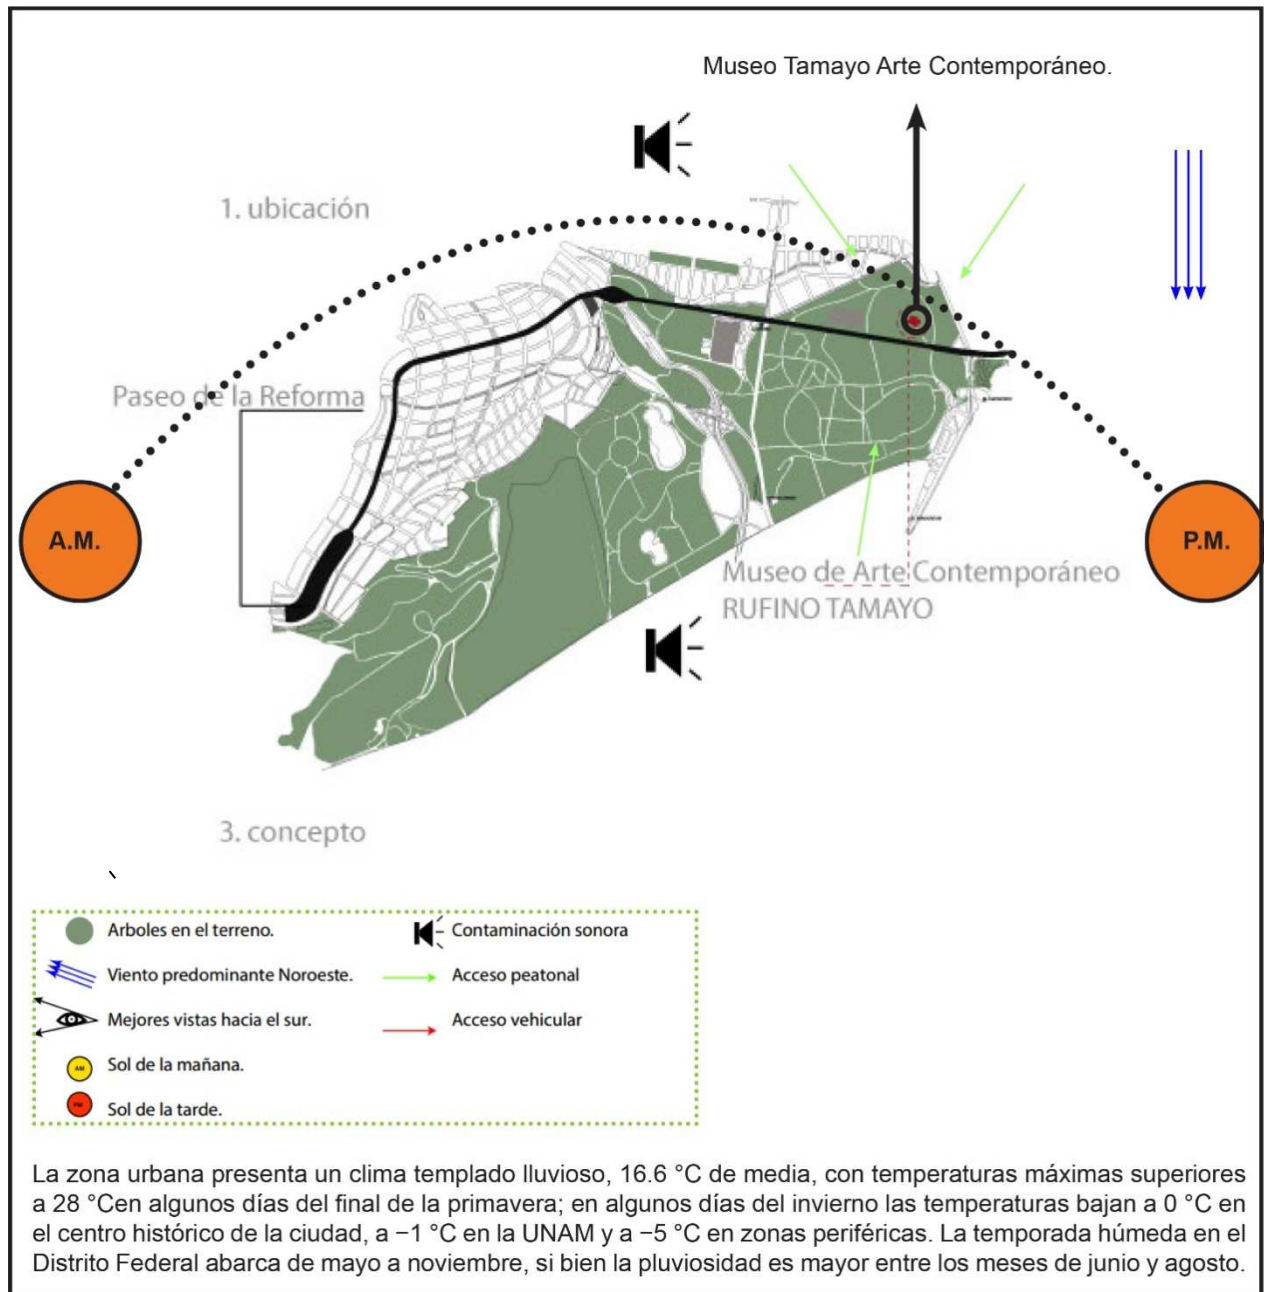 Museo Tamayo Arte Contemporáneo.
1. ubicación
Paseo de la Reforma
A.M.
P.M.
Museo de Arte Contemporáneo
RUFINO TAMAYO
3. concepto
Arboles en el terreno.
Contaminación sonora
Viento predominante Noroeste.
Acceso peatonal
Mejores vistas hacia el sur.
Acceso vehicular
AM
Sol de la mañana.
PM
Sol de la tarde.
La zona urbana presenta un clima templado lluvioso, 16.6 °C de media, con temperaturas máximas superiores
a 28 °Cen algunos días del final de la primavera; en algunos días del invierno las temperaturas bajan a 0 °C en
el centro histórico de la ciudad, a −1 °C en la UNAM y a −5 °C en zonas periféricas. La temporada húmeda en el
Distrito Federal abarca de mayo a noviembre, si bien la pluviosidad es mayor entre los meses de junio y agosto.